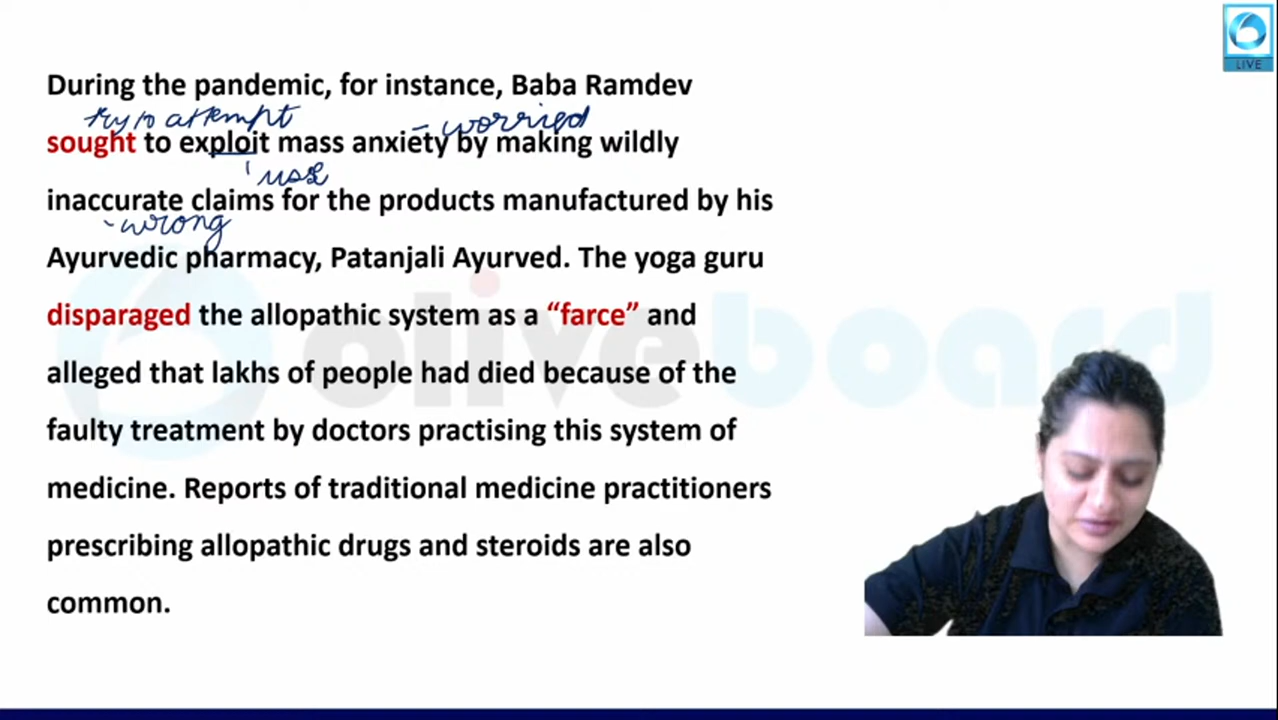 LIVE
During the pandemic, for instance, Baba Ramdev
try to attempt
- worried
sought to exploit mass anxiety by making wildly
use
inaccurate claims for the products manufactured by his
- wrong
Ayurvedic pharmacy, Patanjali Ayurved. The yoga guru
disparaged the allopathic system as a “farce” and
alleged that lakhs of people had died because of the
faulty treatment by doctors practising this system of
medicine. Reports of traditional medicine practitioners
prescribing allopathic drugs and steroids are also
common.
oliveboard